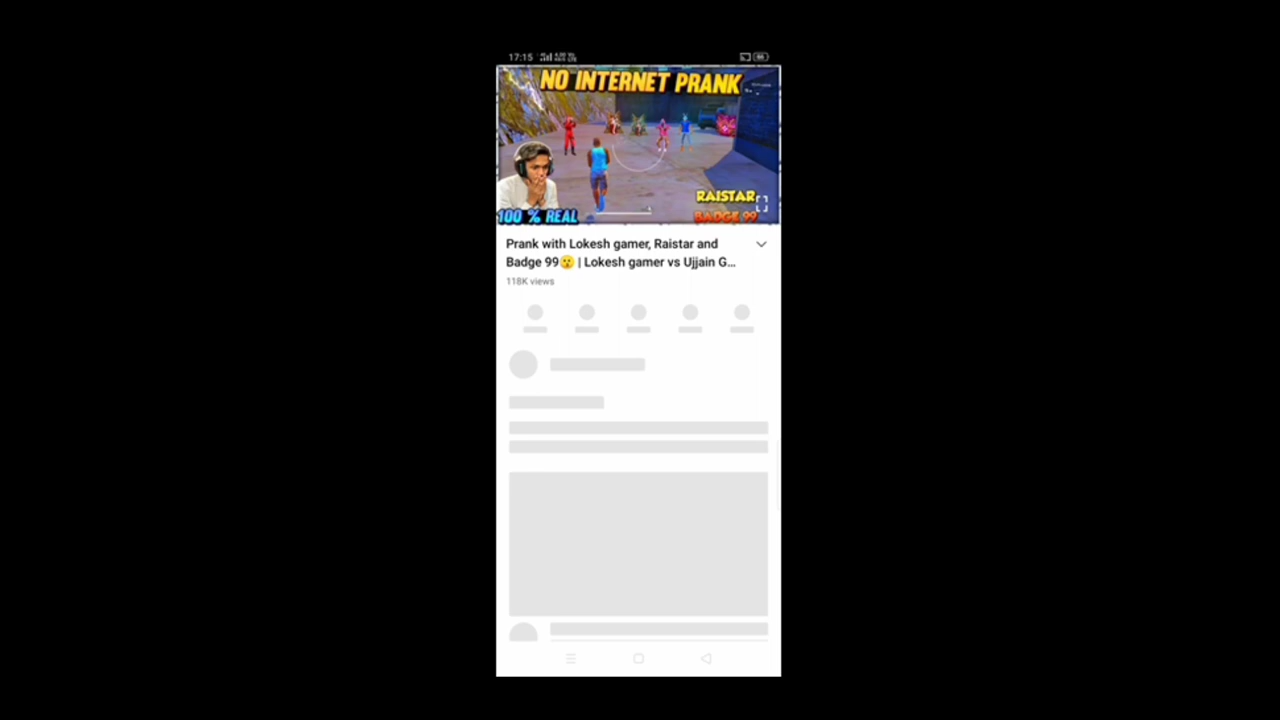 17:15
NO INTERNET PRANK
RAISTAR
100 % REAL
BADGE 99
Prank with Lokesh gamer, Raistar and
Badge 99😮 | Lokesh gamer vs Ujjain G...
118K views